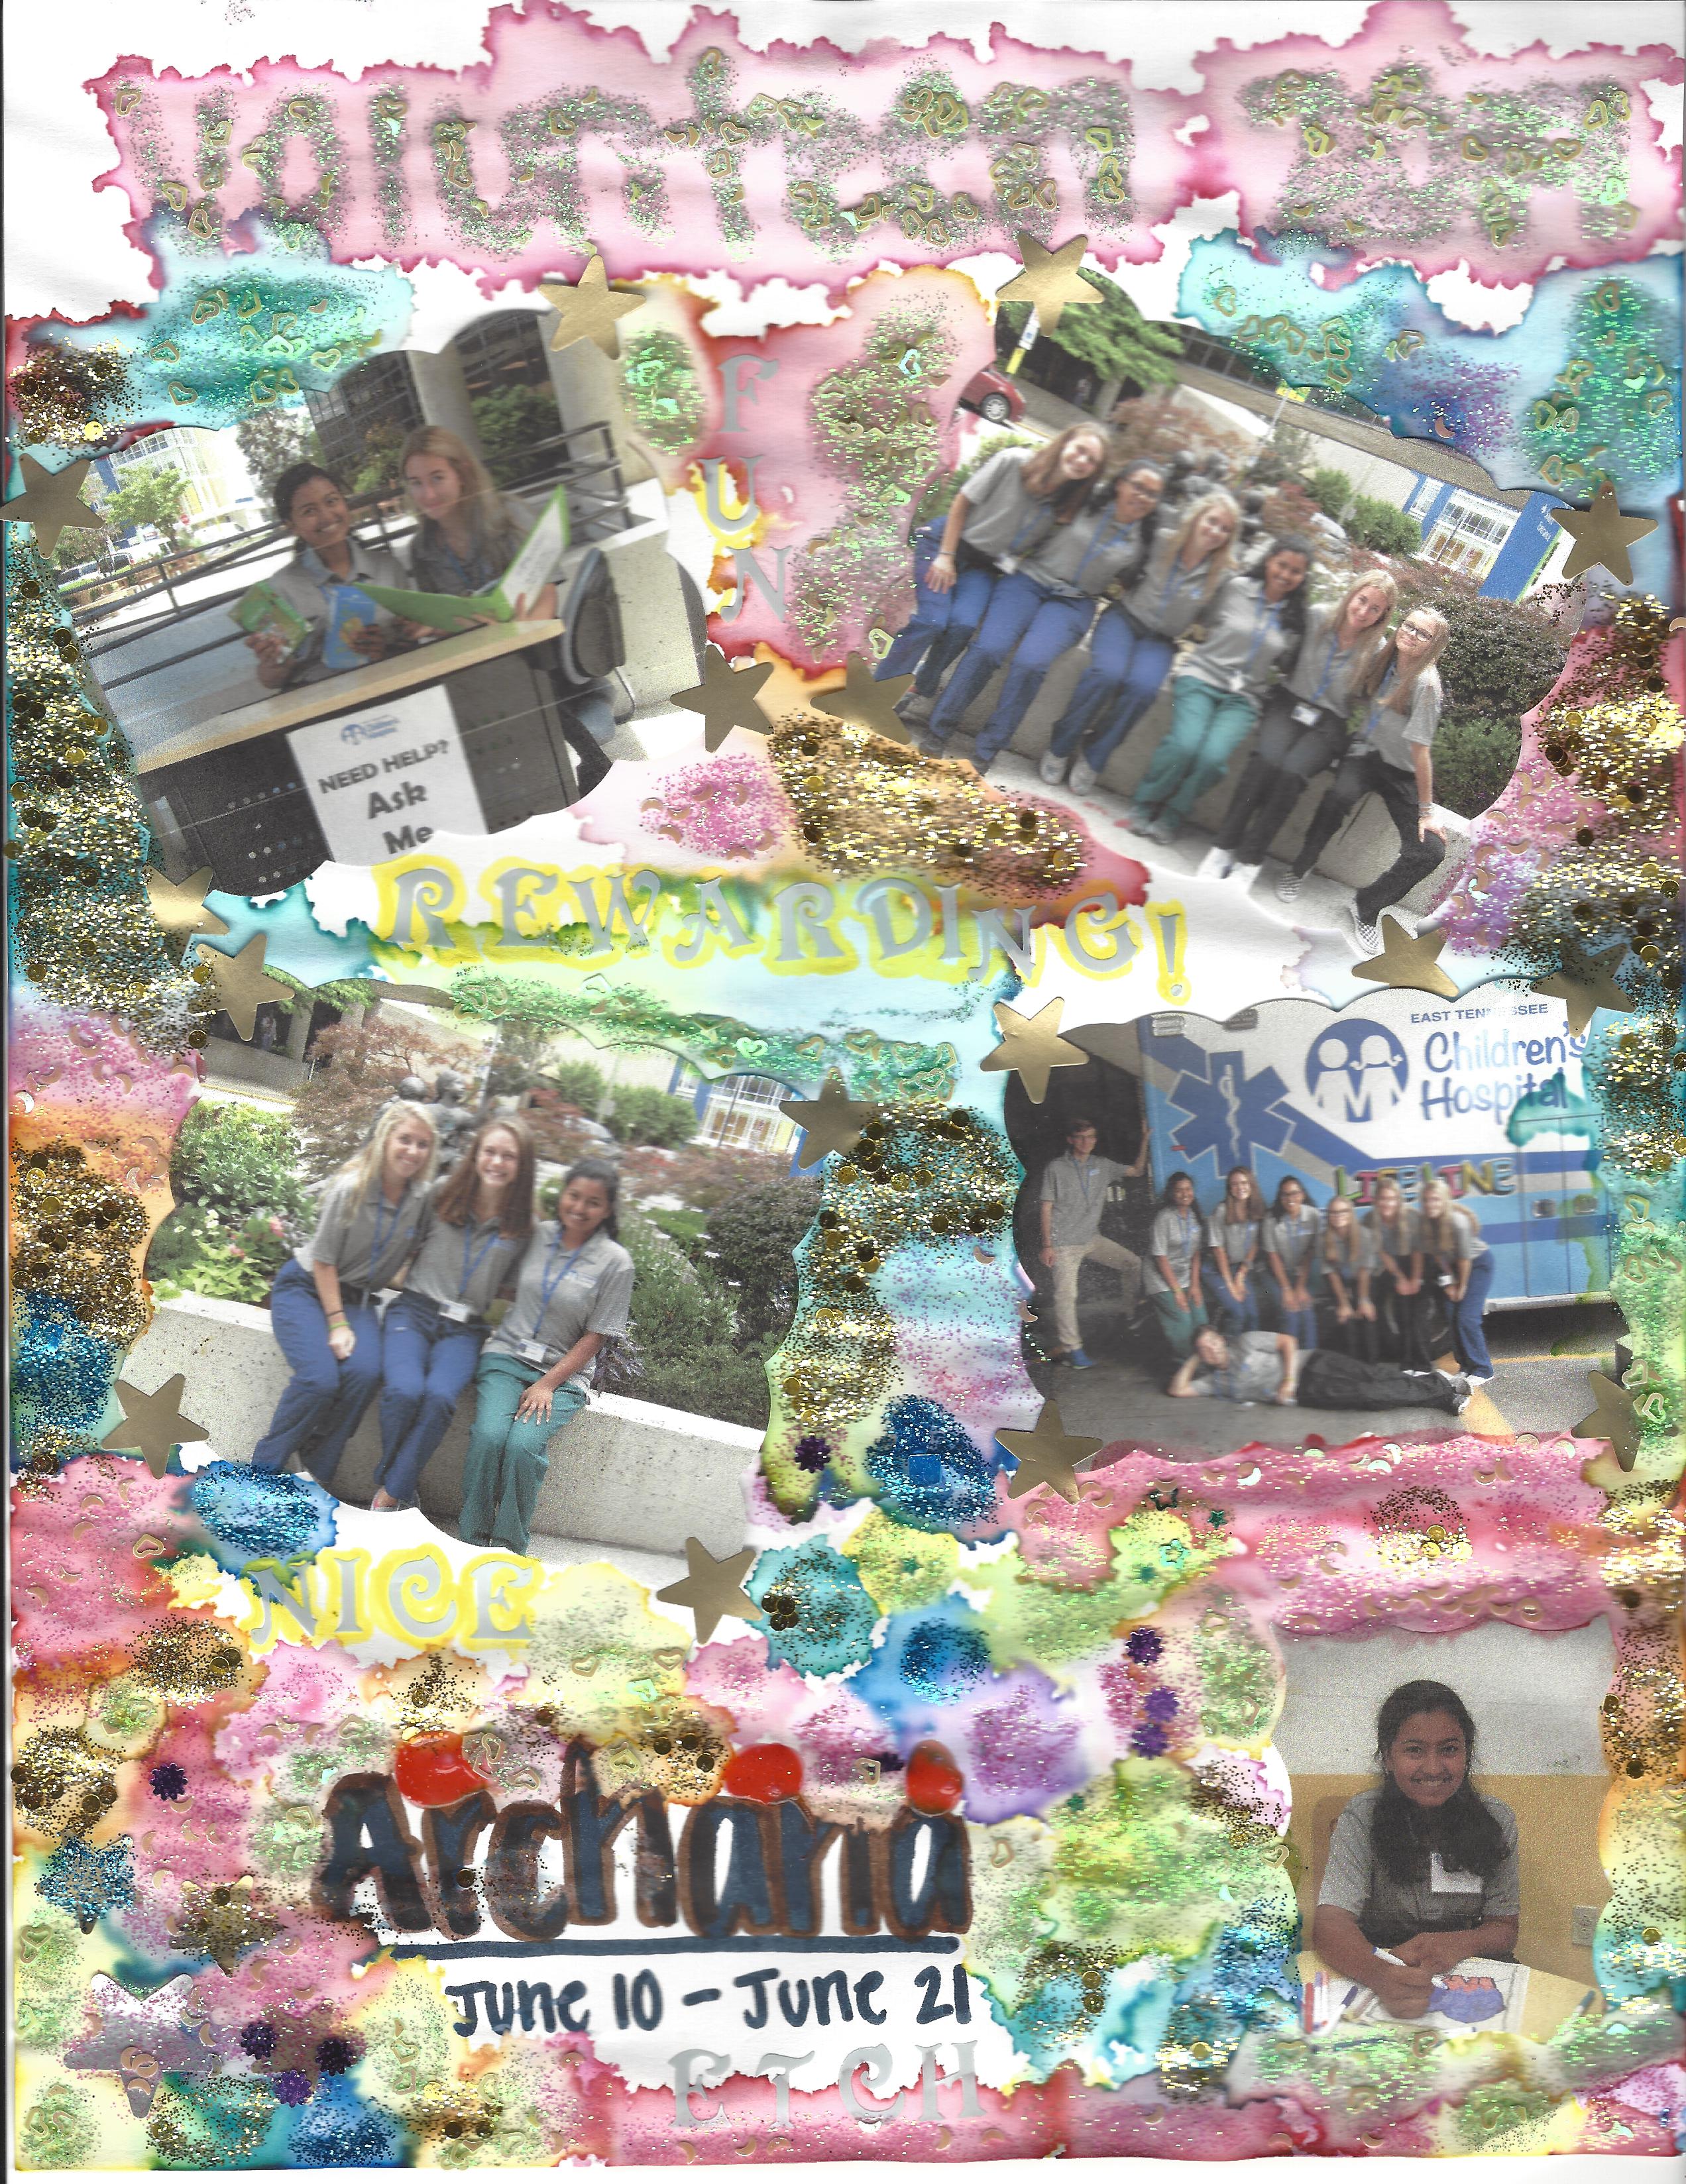 Volunteen
FUN
NEED HELP?
Ask
Me
REWARDING!
EAST TENNESSEE
Children's
Hospital
LIFELINE
NICE
Archana
June 10 - June 21
ETCH